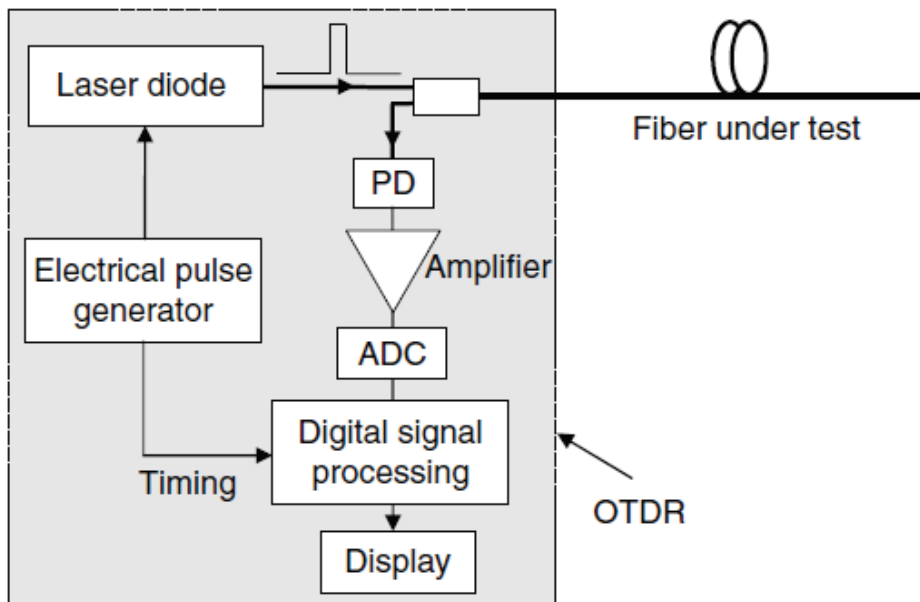 Laser diode
Fiber under test
PD
Electrical pulse
generator
Amplifier
ADC
Digital signal
processing
Timing
OTDR
Display